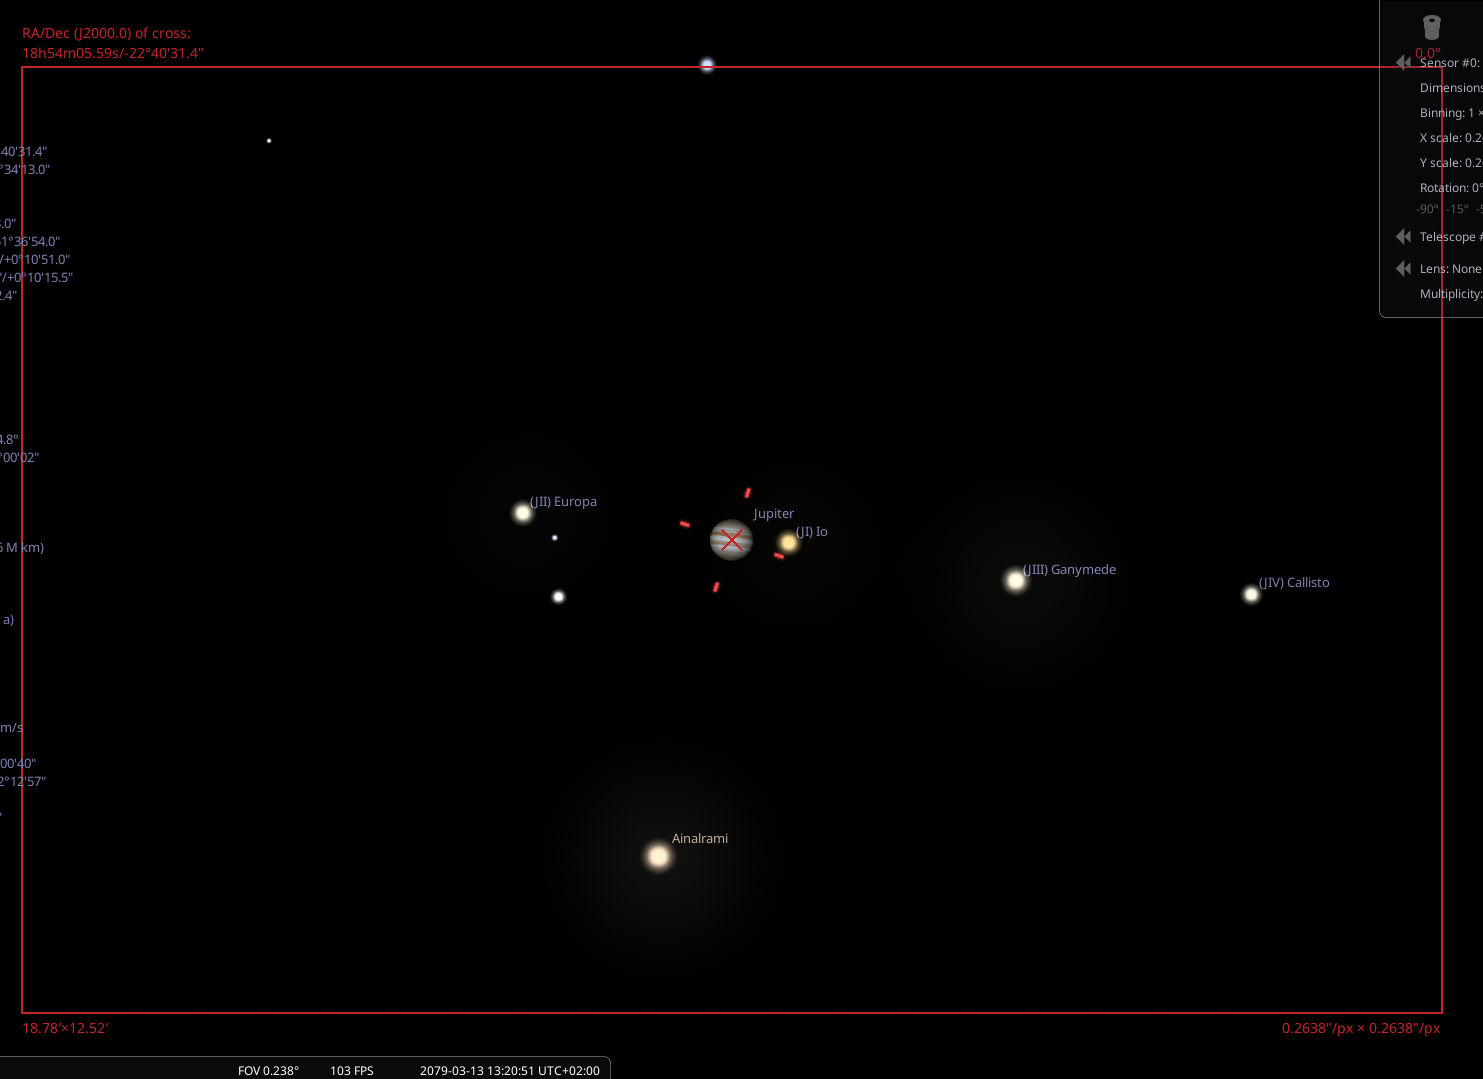 RA/Dec (J2000.0) of cross:
18h54m05.59s/-22°40'31.4"
0.0°
Sensor #0:
Dimensions
Binning: 1 ×
X scale: 0.2
Y scale: 0.2
Rotation: 0°
-90° -15° -5
Telescope #
Lens: None
Multiplicity:
40'31.4"
°34'13.0"
.0"
1°36'54.0"
/+0°10'51.0"
"/+0°10'15.5"
2.4"
4.8°
°00'02"
(JII) Europa
Jupiter
(JI) Io
M km)
(JIII) Ganymede
(JIV) Callisto
a)
m/s
00'40"
2°12'57"
Ainalrami
18.78′×12.52′
0.2638"/px × 0.2638"/px
FOV 0.238°
103 FPS
2079-03-13 13:20:51 UTC+02:00